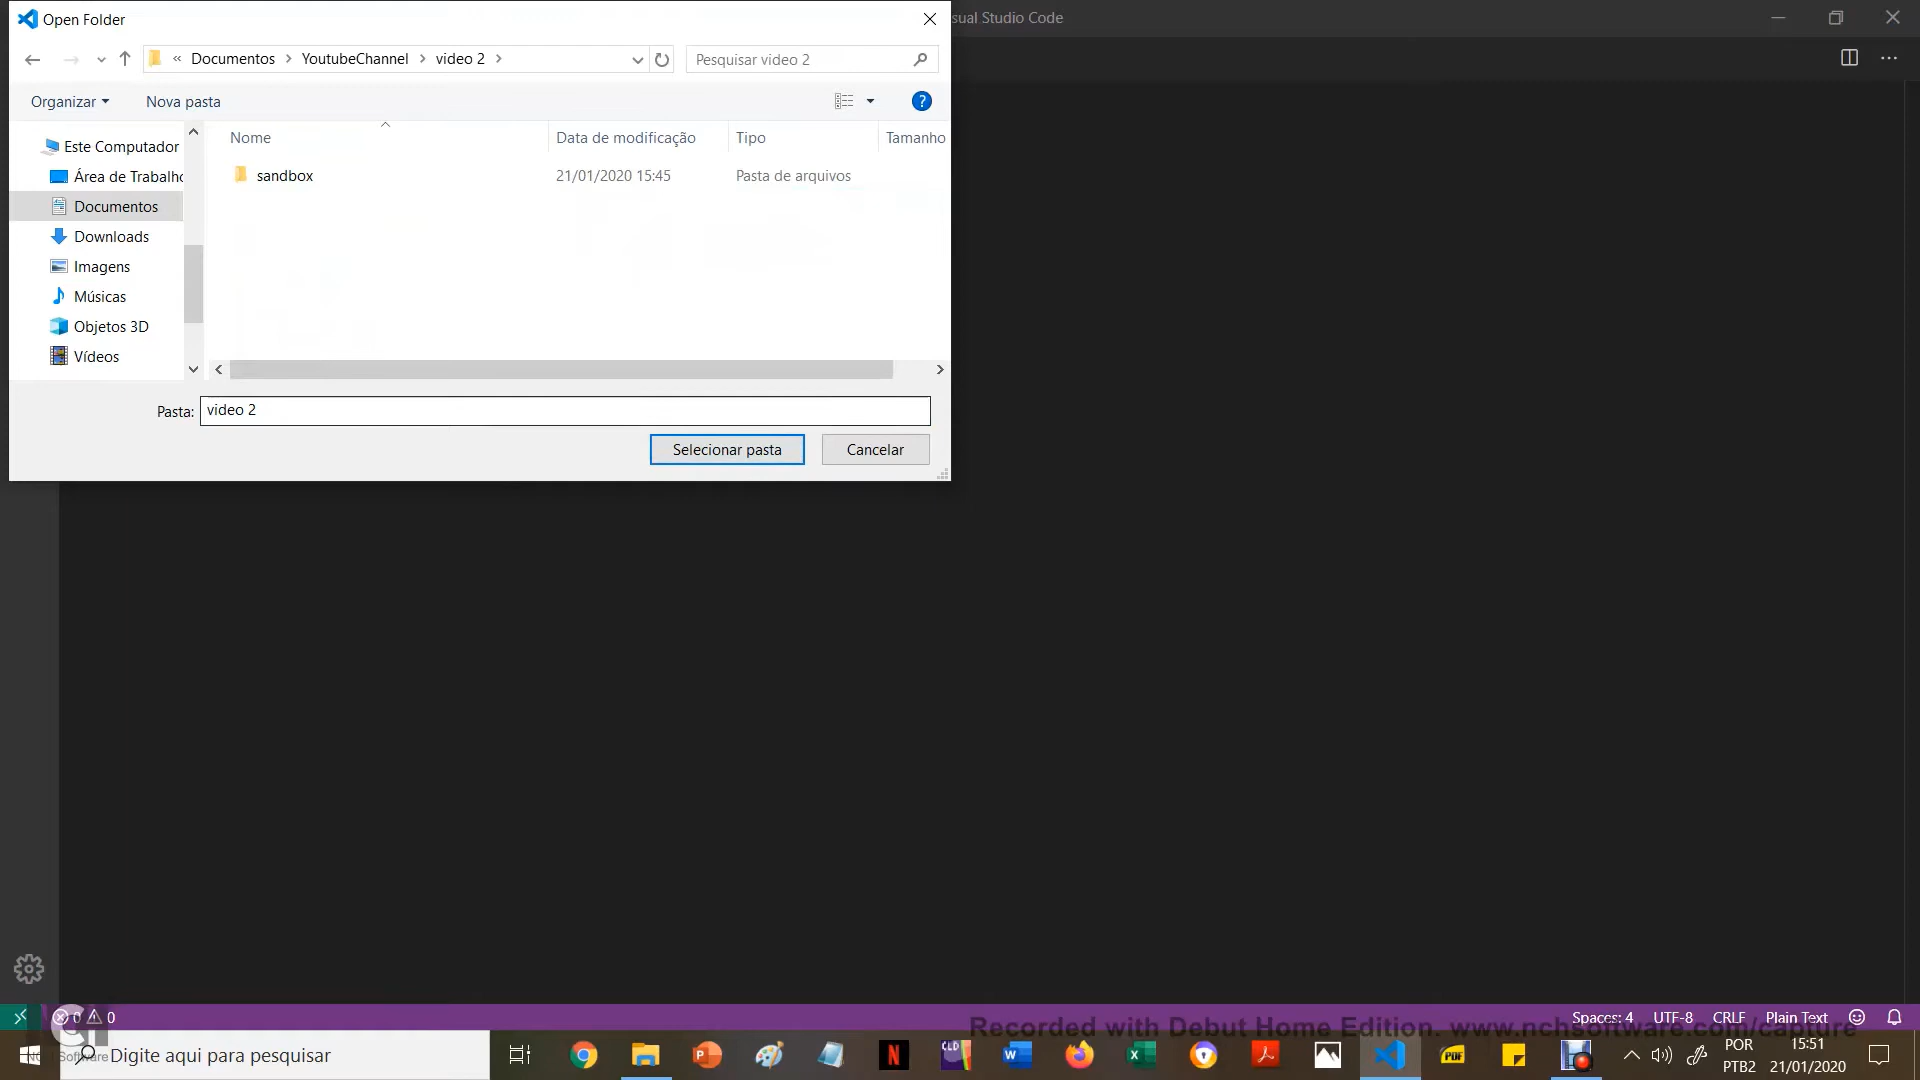 Open Folder
sual Studio Code
« Documentos › YoutubeChannel › video 2 ›
Pesquisar video 2
Organizar
Nova pasta
?
Nome
Data de modificação
Tipo
Tamanho
Este Computador
sandbox
21/01/2020 15:45
Pasta de arquivos
Área de Trabalho
Documentos
Downloads
Imagens
Músicas
Objetos 3D
Vídeos
Pasta:
video 2
Selecionar pasta
Cancelar
0
0
Spaces: 4
UTF-8
CRLF
Plain Text
Recorded with Debut Home Edition. www.nchsoftware.com/capture
Software
Digite aqui para pesquisar
P
N
CLD
W
X
PDF
POR
PTB2
15:51
21/01/2020